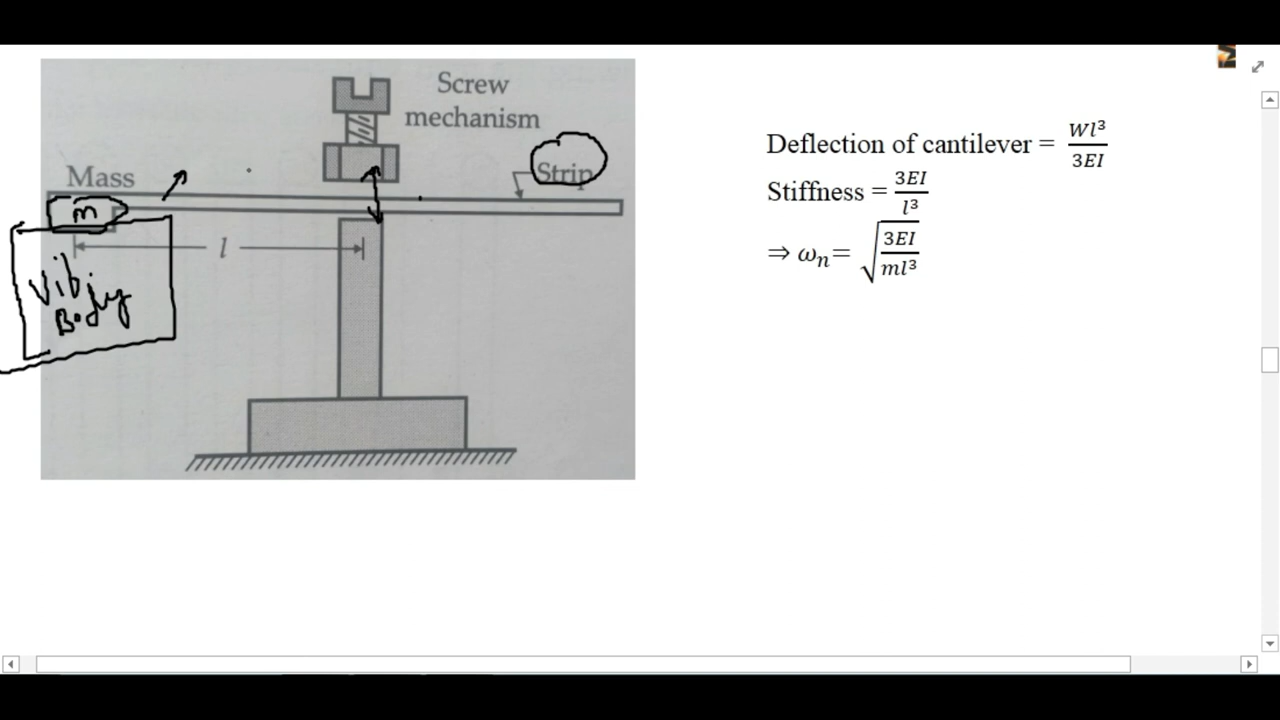 Screw
mechanism
Strip
Mass
m
l
Vib
Body
Deflection of cantilever = Wl³/3EI
Stiffness = 3EI/l³
⇒ ωₙ= √3EI/ml³